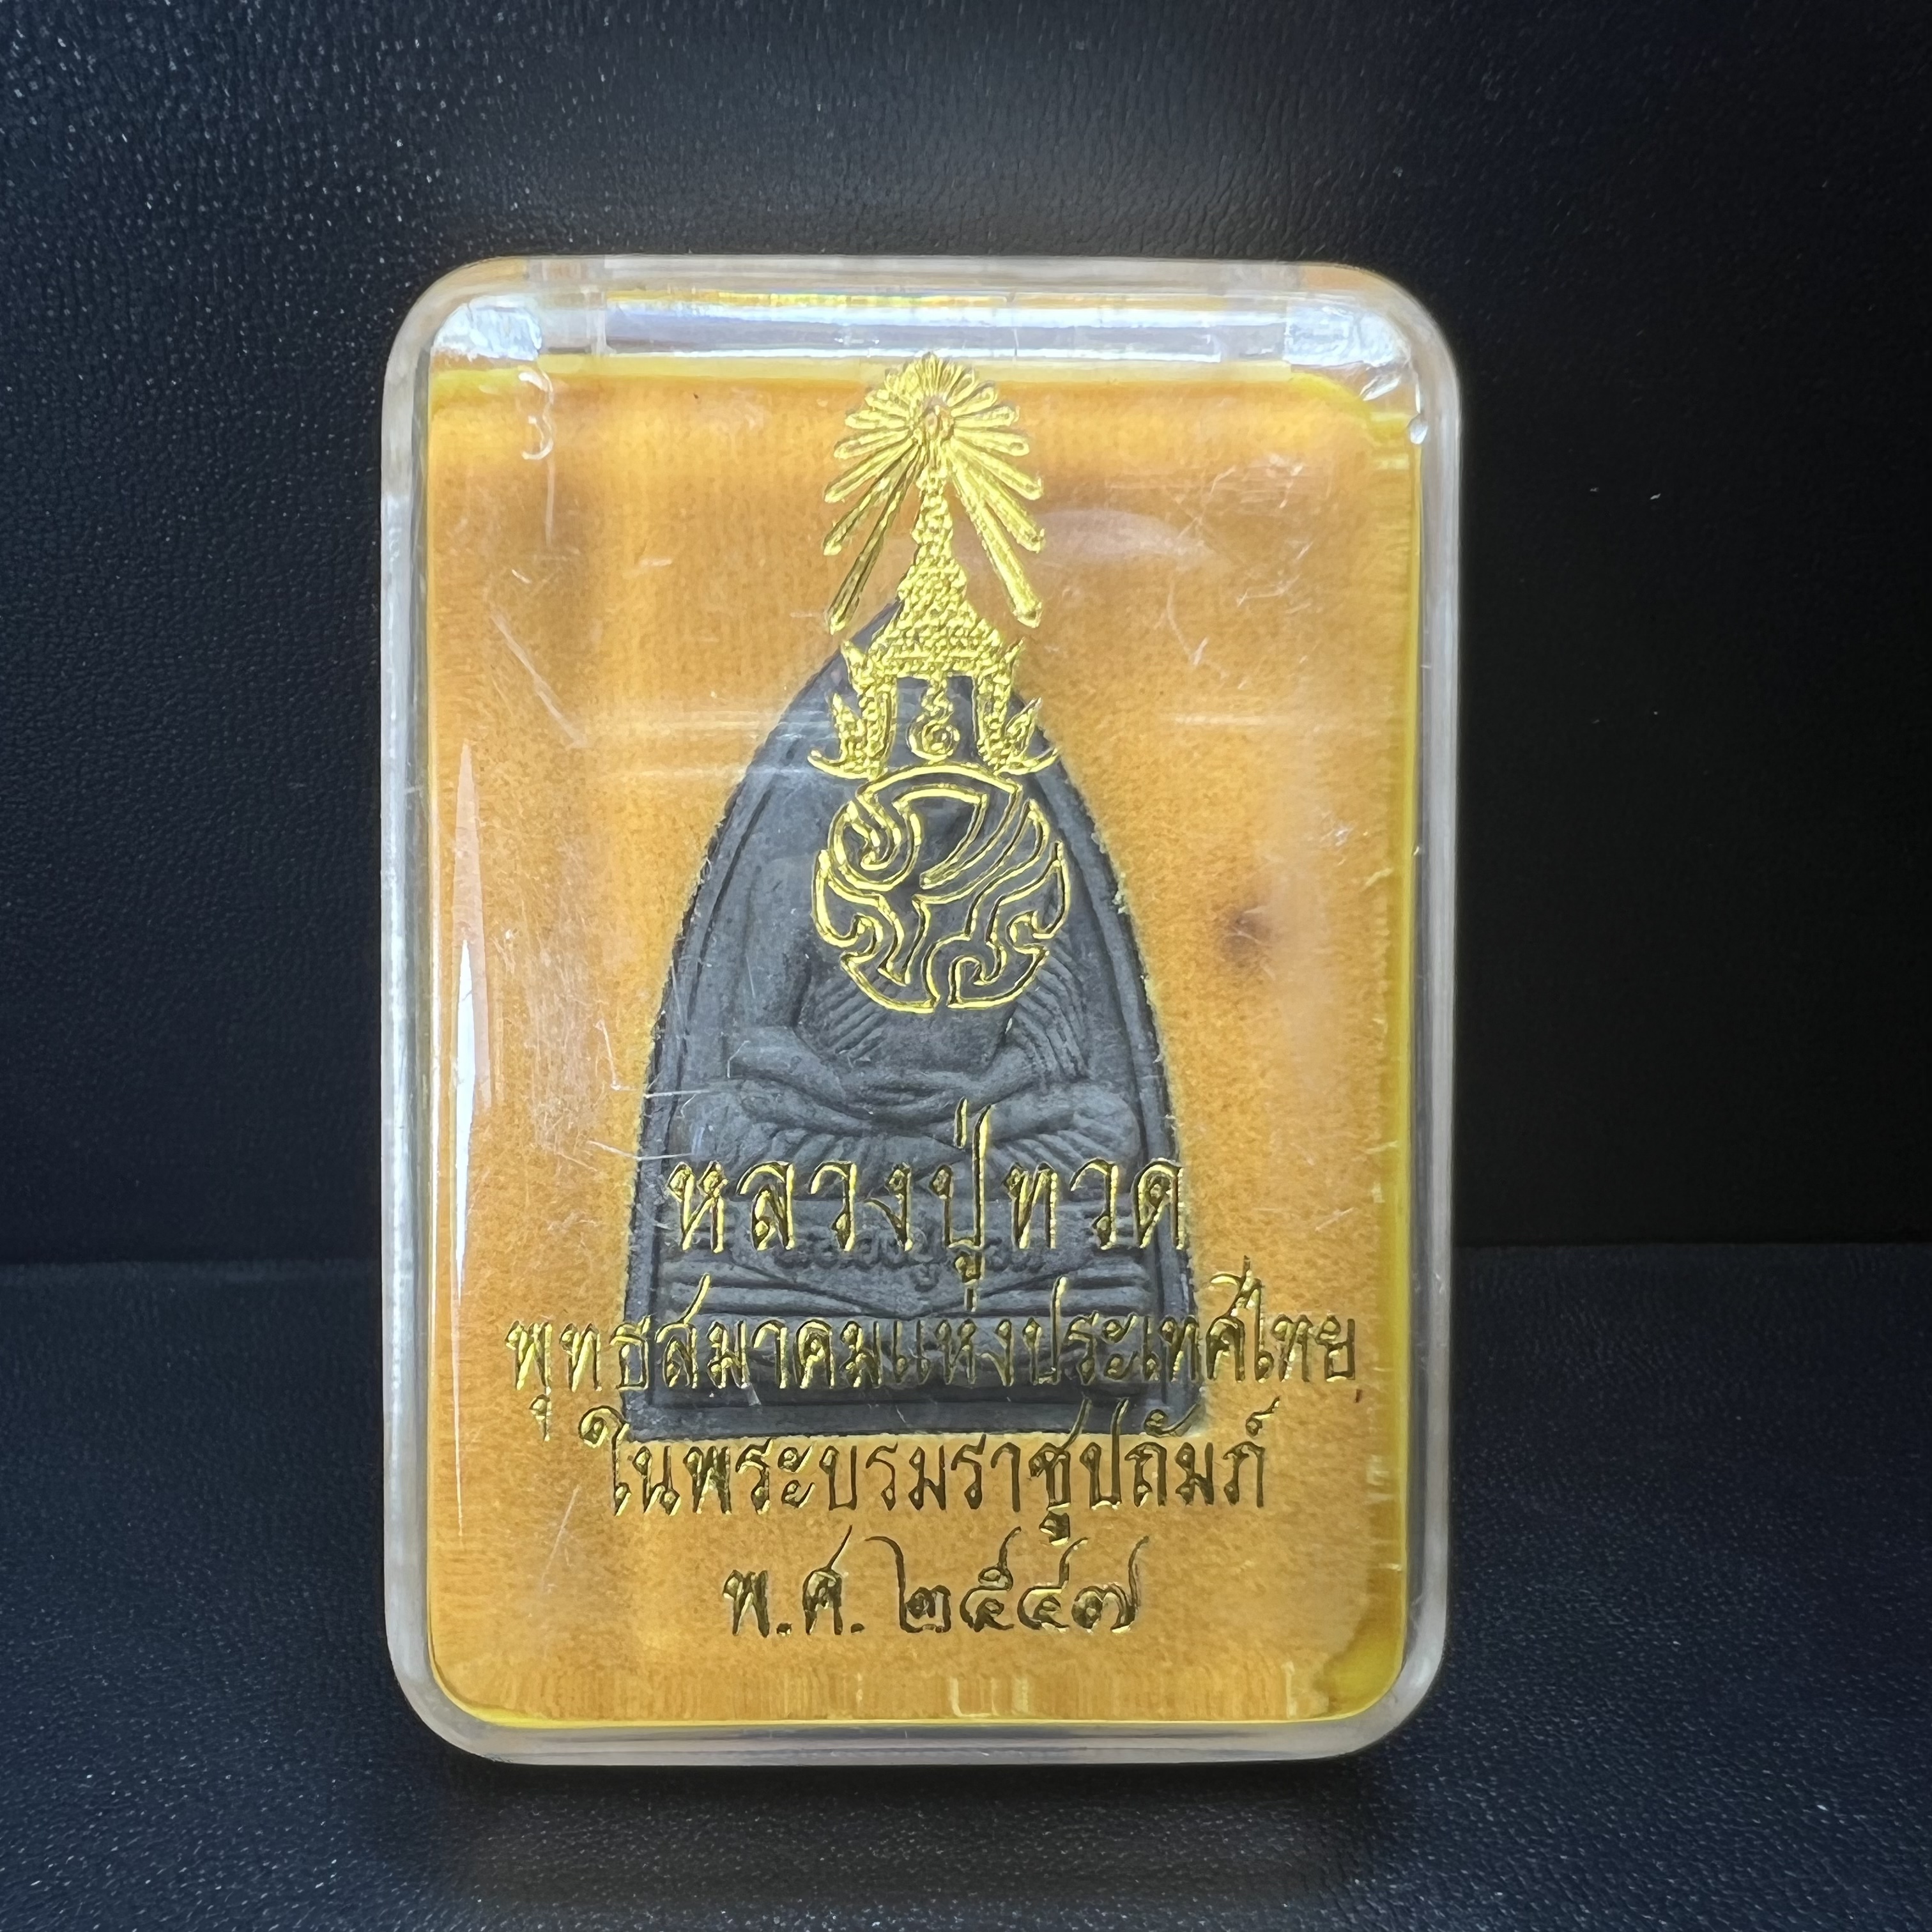 หลวงปู่ทวด
พุทธสมาคมแห่งประเทศไทย
ในพระบรมราชูปถัมภ์
พ.ศ. ๒๕๔๗